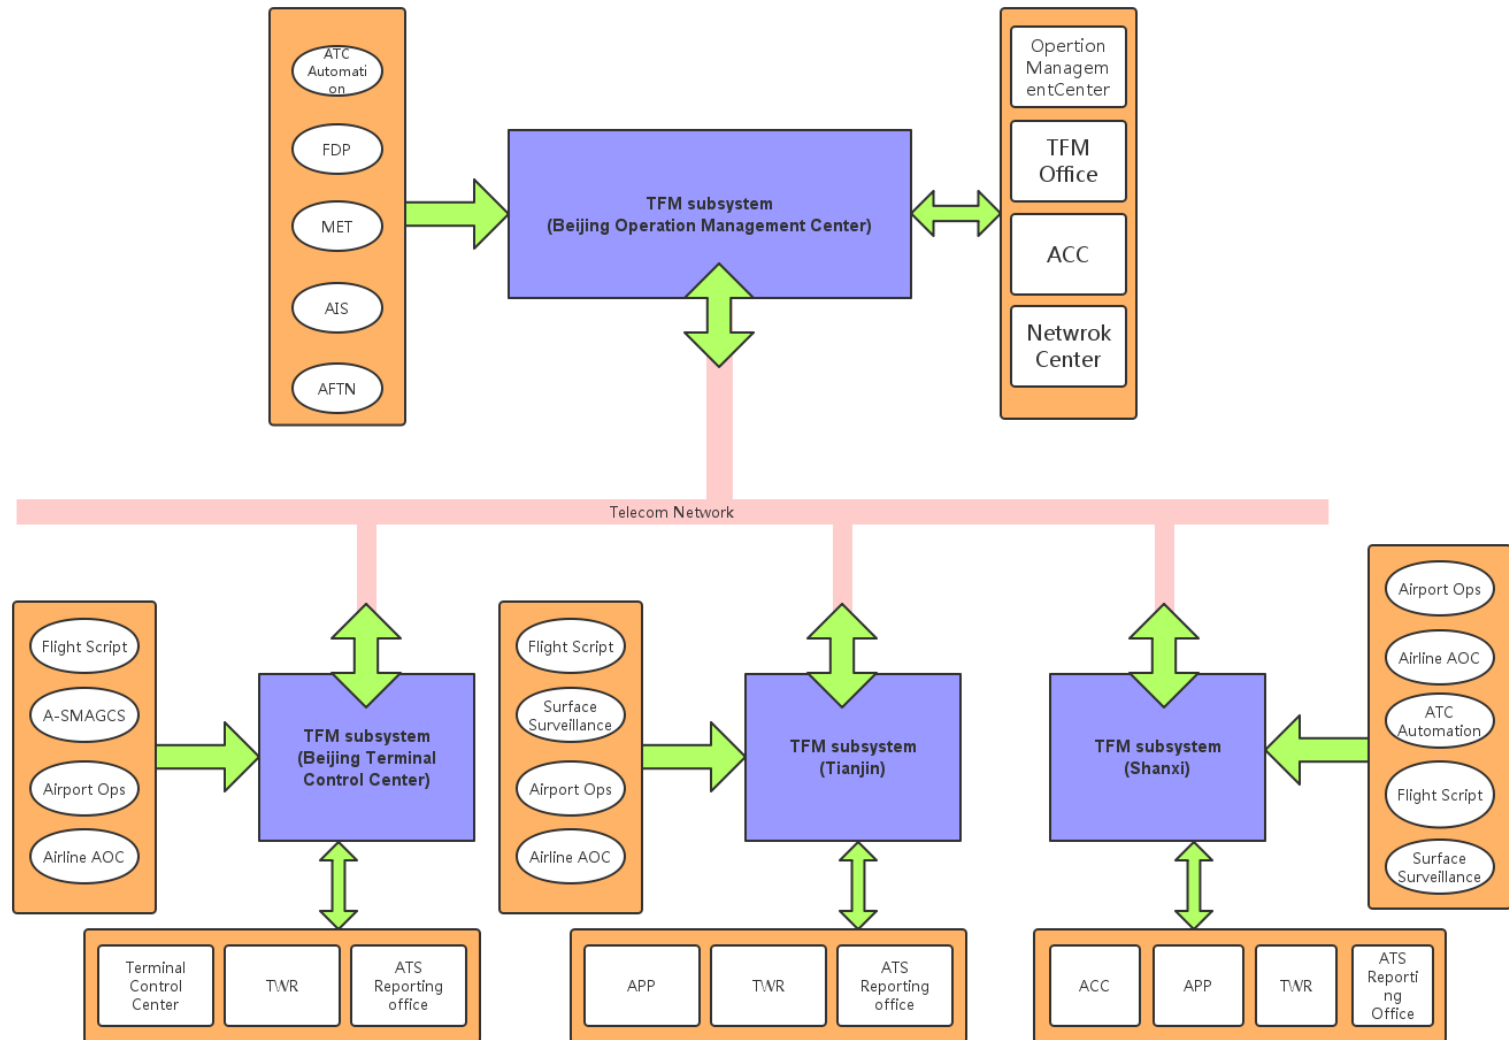 ATC
Automati
on
FDP
MET
AIS
AFTN
TFM subsystem
(Beijing Operation Management Center)
Opertion
Managem
entCenter
TFM
Office
ACC
Netwrok
Center
Telecom Network
Flight Script
A-SMAGCS
Airport Ops
Airline AOC
TFM subsystem
(Beijing Terminal
Control Center)
Terminal
Control
Center
TWR
ATS
Reporting
office
Flight Script
Surface
Surveillance
Airport Ops
Airline AOC
TFM subsystem
(Tianjin)
APP
TWR
ATS
Reporting
office
TFM subsystem
(Shanxi)
Airport Ops
Airline AOC
ATC
Automation
Flight Script
Surface
Surveillance
ACC
APP
TWR
ATS
Reporti
ng
Office